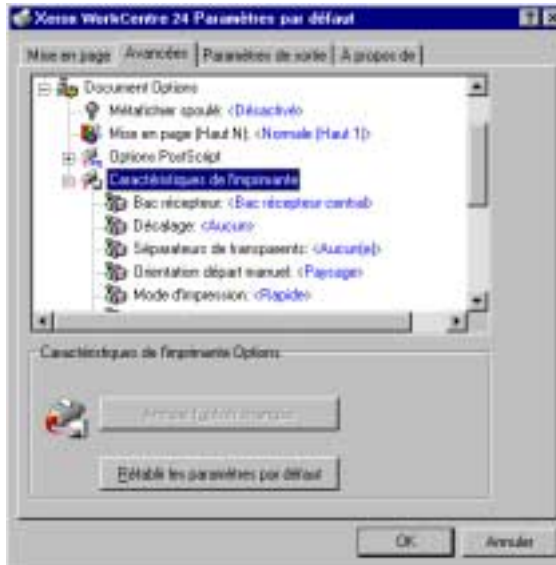 Xerox WorkCentre 24 Paramètres par défaut
Mise en page Avancées Paramètres de sortie A propos de
Document Options
Métafichier spoulé: <Désactivé>
Mise en page (Haut N): <Normale (Haut 1)>
Options PostScript
Caractéristiques de l'imprimante
Bac récepteur: <Bac récepteur central>
Décalage: <Aucun>
Séparateurs de transparents: <Aucun(e)>
Orientation départ manuel: <Paysage>
Mode d'impression: <Rapide>
Caractéristiques de l'imprimante Options
Rétablir les paramètres par défaut
OK Annuler